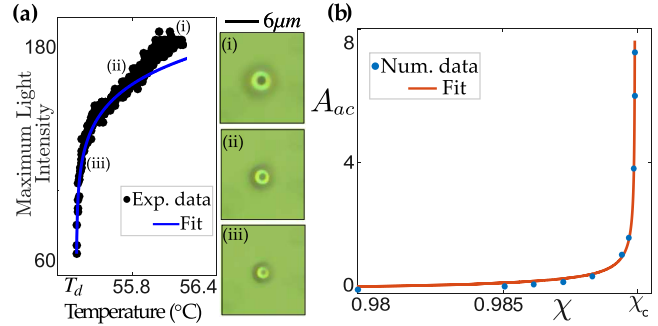 (a)
180
(i)
(ii)
(iii)
Maximum Light
Intensity
Exp. data
Fit
60
T_d
55.8
56.4
Temperature (°C)
6μm
(i)
(ii)
(iii)
(b)
8
Num. data
Fit
A_ac
4
0
0.98
0.985
χ
χ_c